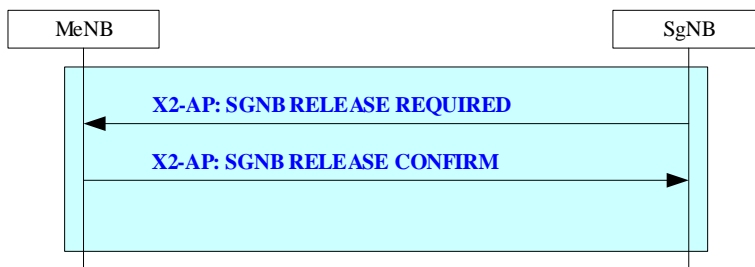 MeNB
SgNB
X2-AP: SGNB RELEASE REQUIRED
X2-AP: SGNB RELEASE CONFIRM